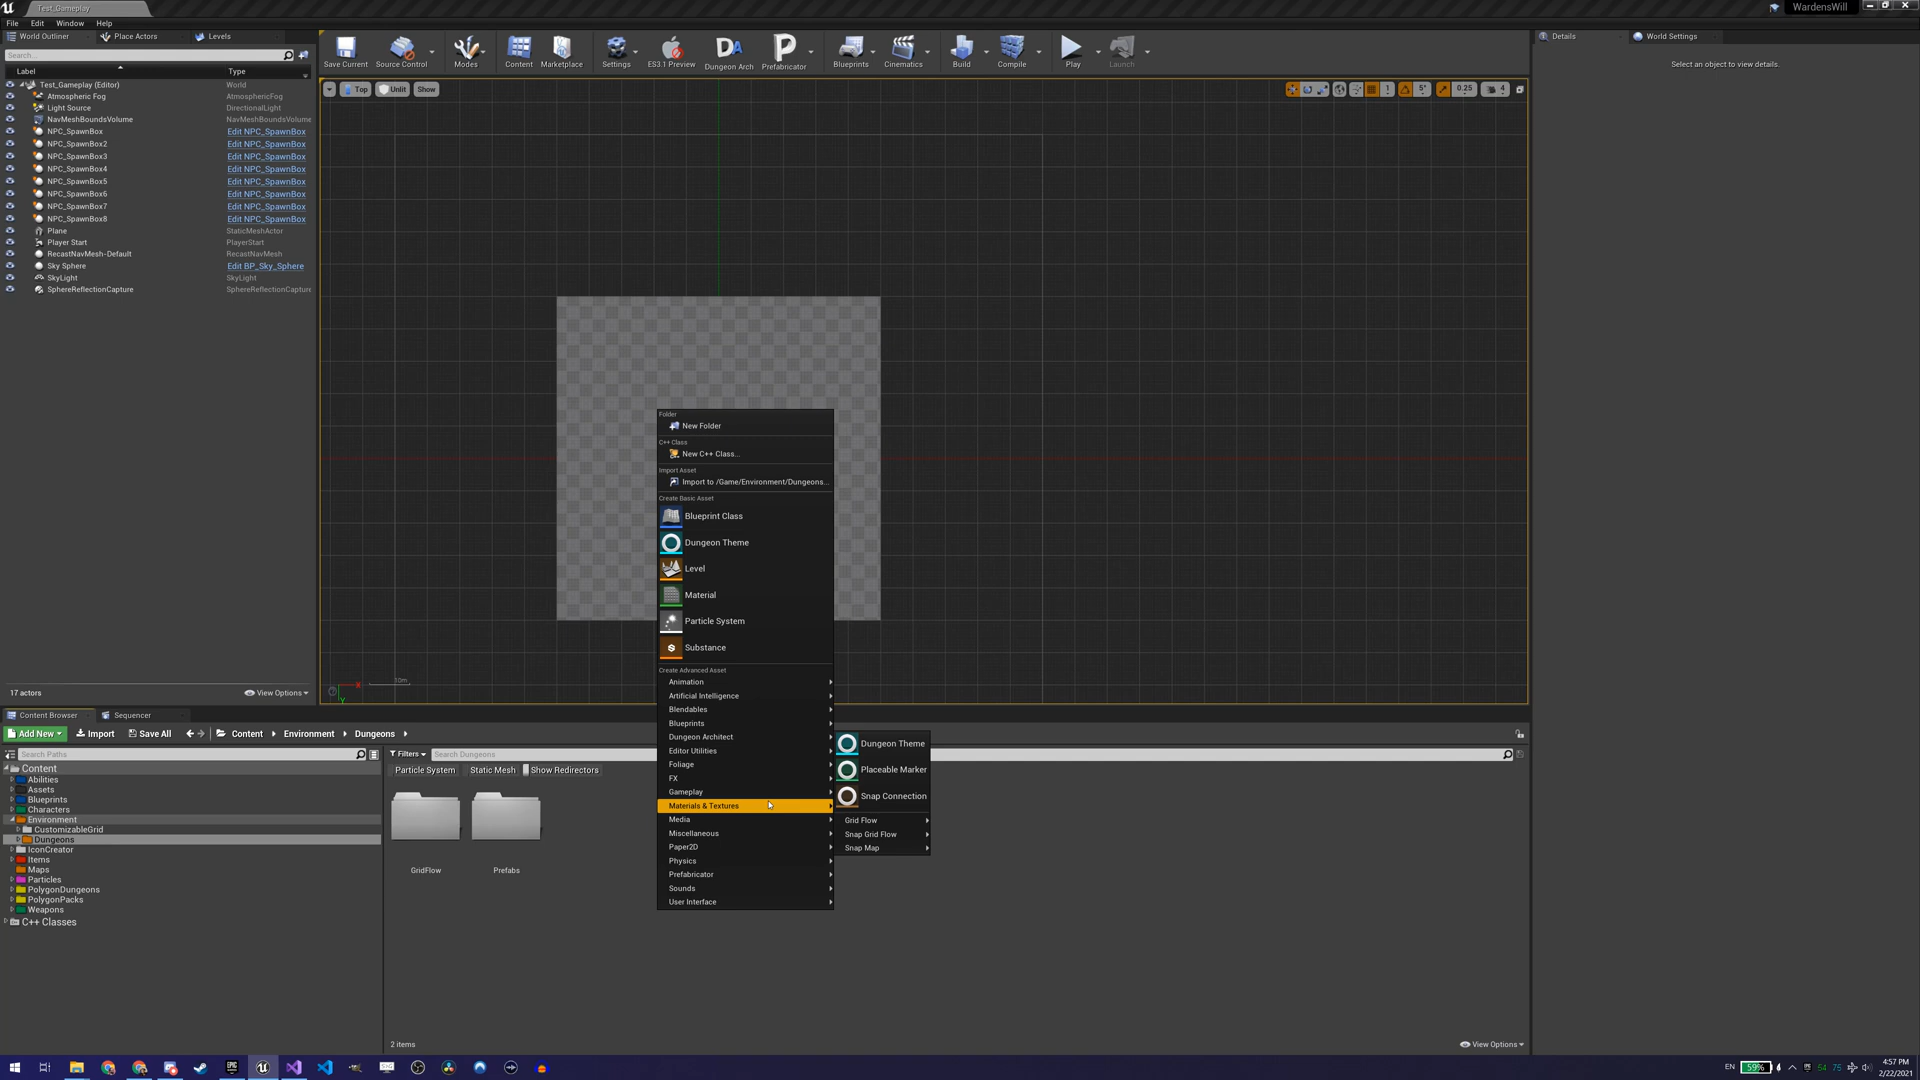 Test_Gameplay
WardensWill
File Edit Window Help
World Outliner Place Actors Levels
Search...
Label Type
Test_Gameplay (Editor) World
Atmospheric Fog AtmosphericFog
Light Source DirectionalLight
NavMeshBoundsVolume NavMeshBoundsVolume
NPC_SpawnBox Edit NPC_SpawnBox
NPC_SpawnBox2 Edit NPC_SpawnBox
NPC_SpawnBox3 Edit NPC_SpawnBox
NPC_SpawnBox4 Edit NPC_SpawnBox
NPC_SpawnBox5 Edit NPC_SpawnBox
NPC_SpawnBox6 Edit NPC_SpawnBox
NPC_SpawnBox7 Edit NPC_SpawnBox
NPC_SpawnBox8 Edit NPC_SpawnBox
Plane StaticMeshActor
Player Start PlayerStart
RecastNavMesh-Default RecastNavMesh
Sky Sphere Edit BP_Sky_Sphere
SkyLight SkyLight
SphereReflectionCapture SphereReflectionCapture
17 actors View Options
Save Current Source Control Modes Content Marketplace Settings ES3.1 Preview Dungeon Arch Prefabricator Blueprints Cinematics Build Compile Play Launch
Top Unlit Show
1 5° 0.25 4
X
Y
10m
Details World Settings
Select an object to view details.
Folder
New Folder
C++ Class
New C++ Class...
Import Asset
Import to /Game/Environment/Dungeons...
Create Basic Asset
Blueprint Class
Dungeon Theme
Level
Material
Particle System
Substance
Create Advanced Asset
Animation
Artificial Intelligence
Blendables
Blueprints
Dungeon Architect
Editor Utilities
Foliage
FX
Gameplay
Materials & Textures
Media
Miscellaneous
Paper2D
Physics
Prefabricator
Sounds
User Interface
Dungeon Theme
Placeable Marker
Snap Connection
Grid Flow
Snap Grid Flow
Snap Map
Content Browser Sequencer
Add New Import Save All Content Environment Dungeons
Search Paths
Filters Search Dungeons
Particle System Static Mesh Show Redirectors
Content
Abilities
Assets
Blueprints
Characters
Environment
CustomizableGrid
Dungeons
IconCreator
Items
Maps
Particles
PolygonDungeons
PolygonPacks
Weapons
C++ Classes
GridFlow Prefabs
2 items View Options
EN 59% 54 75
4:57 PM
2/22/2021